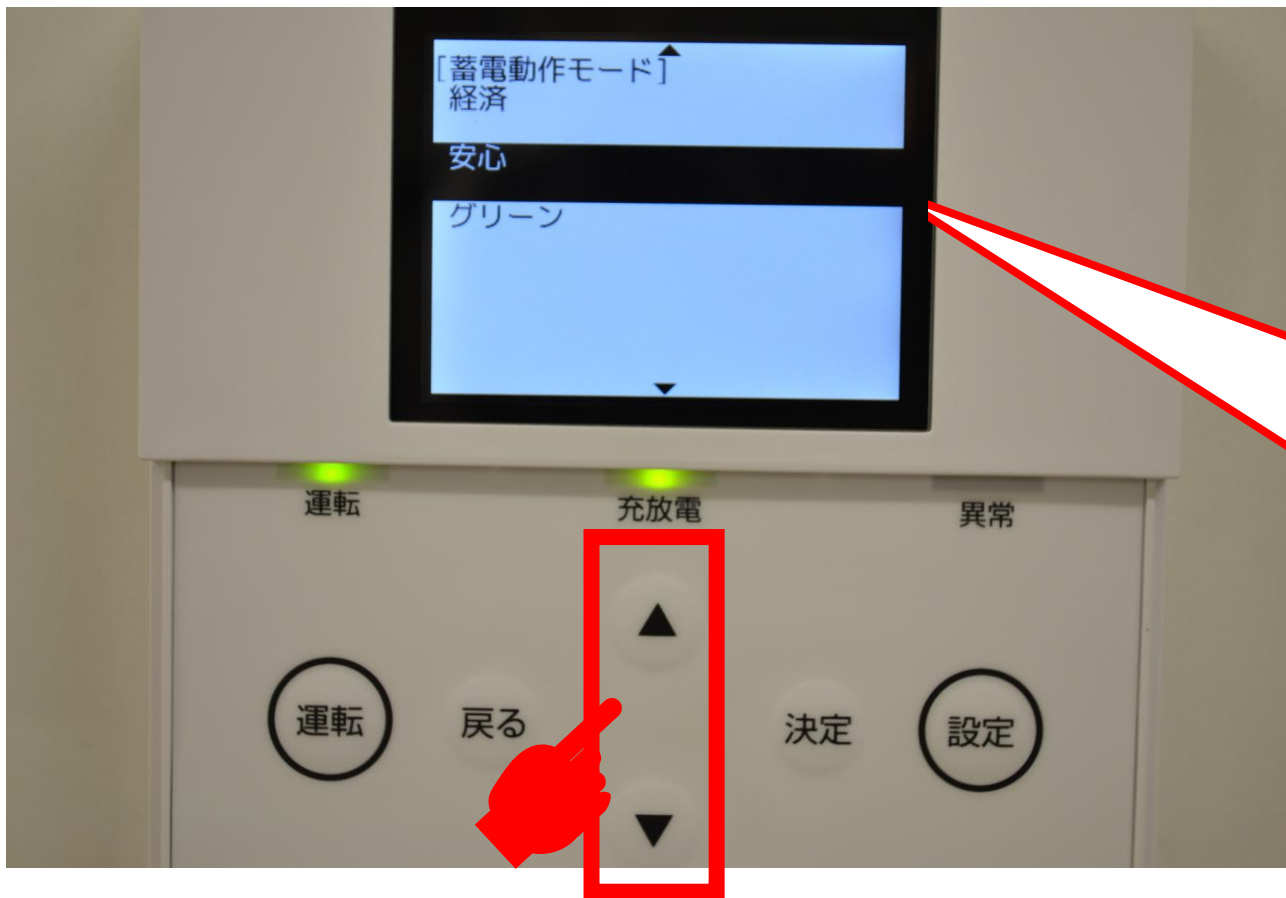 [蓄電動作モード]
経済
安心
グリーン
運転 充放電 異常
運転 戻る 決定 設定